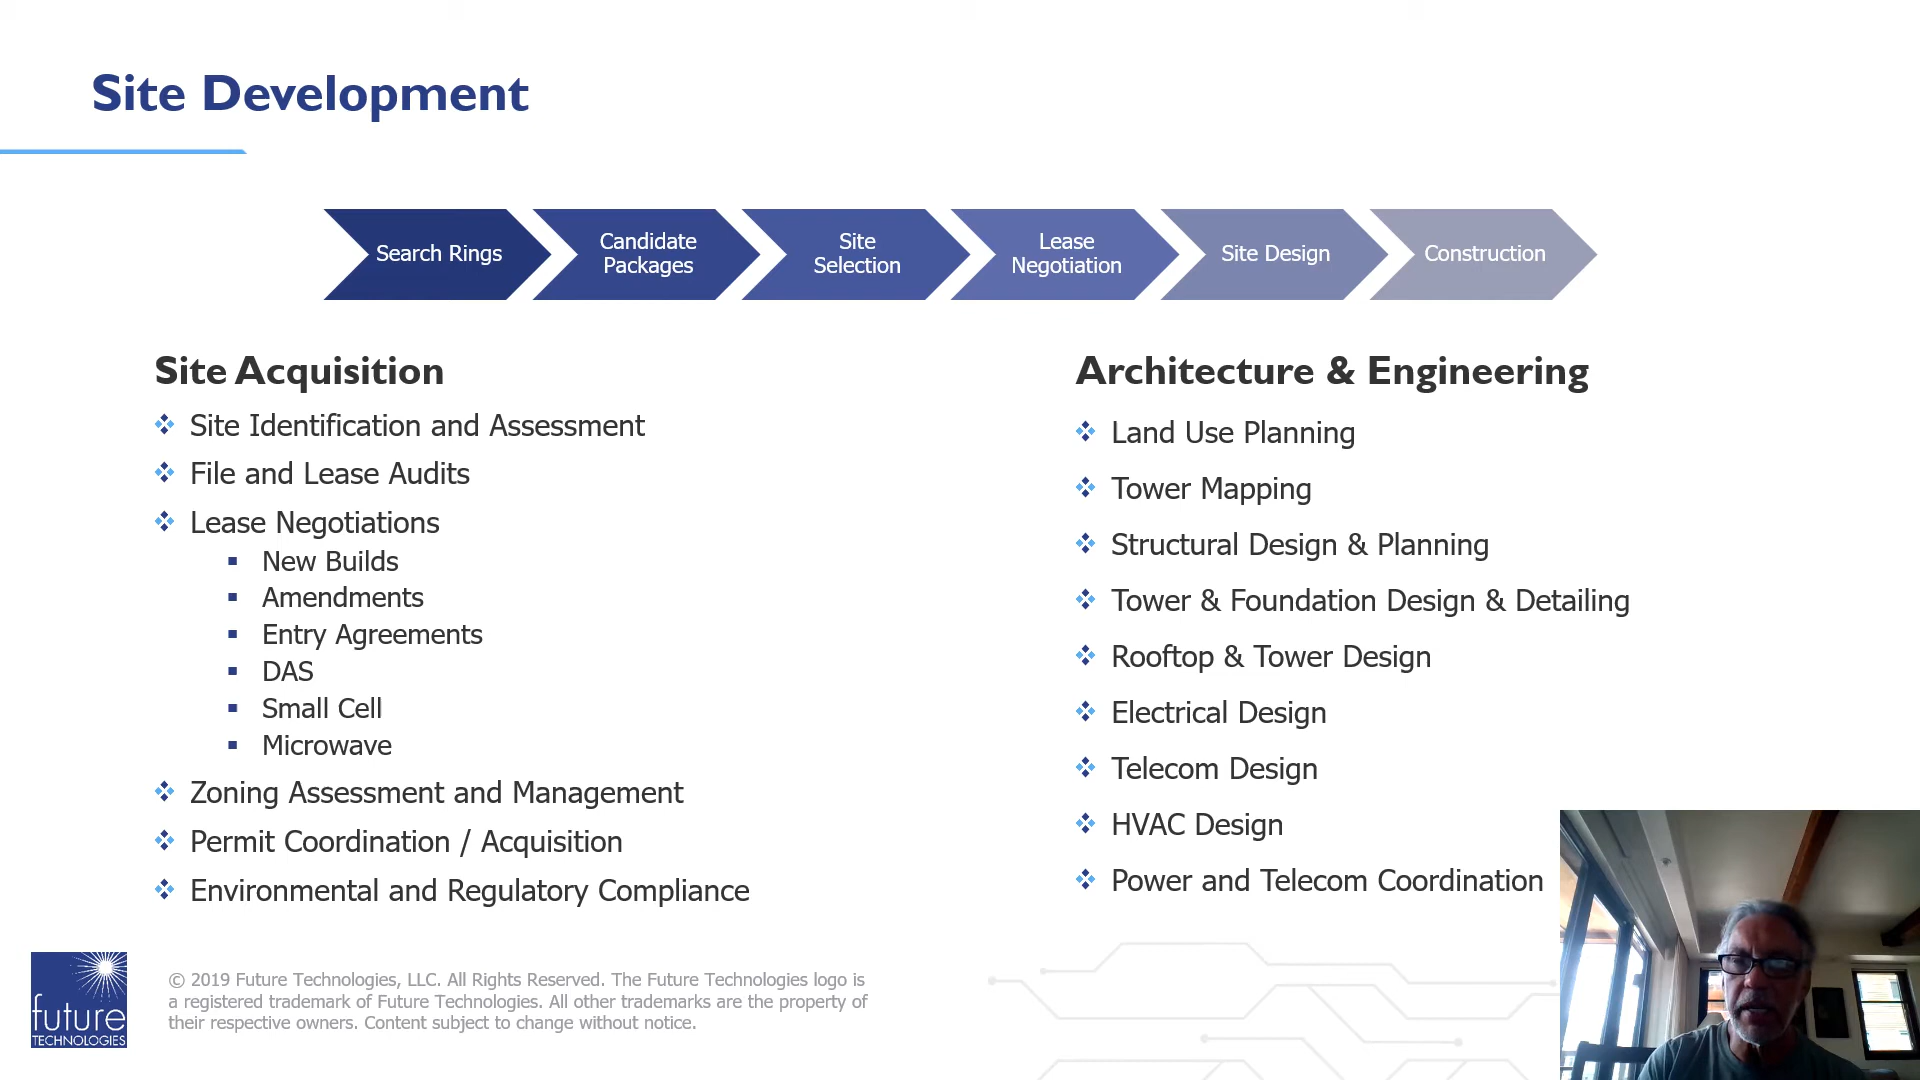 Site Development
Search Rings
Candidate
Packages
Site
Selection
Lease
Negotiation
Site Design
Construction
Site Acquisition
Site Identification and Assessment
File and Lease Audits
Lease Negotiations
New Builds
Amendments
Entry Agreements
DAS
Small Cell
Microwave
Zoning Assessment and Management
Permit Coordination / Acquisition
Environmental and Regulatory Compliance
Architecture & Engineering
Land Use Planning
Tower Mapping
Structural Design & Planning
Tower & Foundation Design & Detailing
Rooftop & Tower Design
Electrical Design
Telecom Design
HVAC Design
Power and Telecom Coordination
future
TECHNOLOGIES
© 2019 Future Technologies, LLC. All Rights Reserved. The Future Technologies logo is
a registered trademark of Future Technologies. All other trademarks are the property of
their respective owners. Content subject to change without notice.